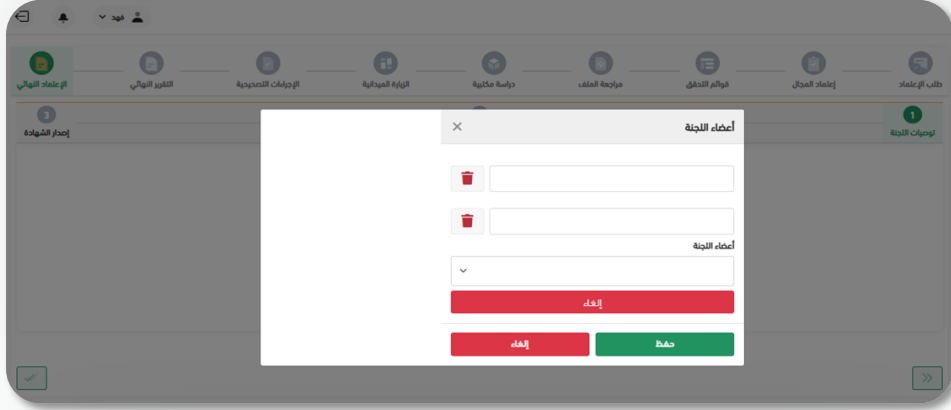 فهد
طلب الإعتماد
إعتماد المجال
قوائم التحقق
مراجعة الملف
دراسة مكتبية
الزيارة الميدانية
الإجراءات التصحيحية
التقرير النهائي
الإعتماد النهائي
1
3
توصيات اللجنة
إصدار الشهادة
أعضاء اللجنة
أعضاء اللجنة
إلغاء
حفظ
إلغاء